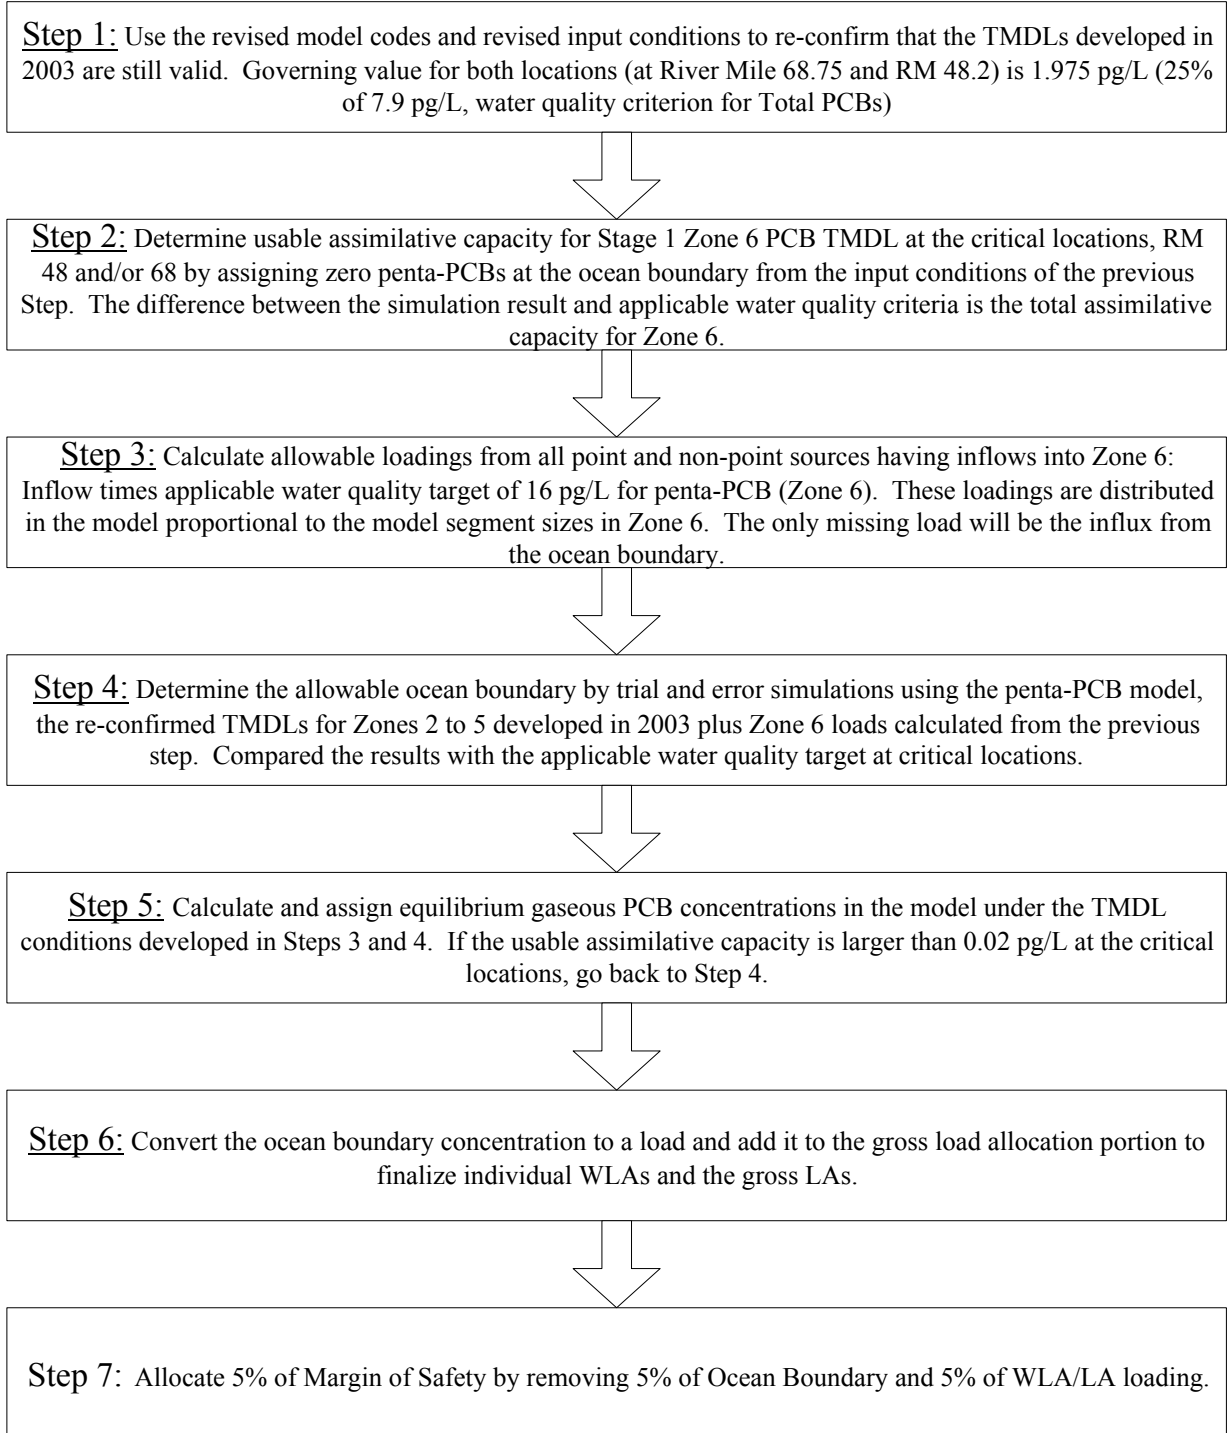 Step 1: Use the revised model codes and revised input conditions to re-confirm that the TMDLs developed in
2003 are still valid.  Governing value for both locations (at River Mile 68.75 and RM 48.2) is 1.975 pg/L (25%
of 7.9 pg/L, water quality criterion for Total PCBs)
Step 2: Determine usable assimilative capacity for Stage 1 Zone 6 PCB TMDL at the critical locations, RM
48 and/or 68 by assigning zero penta-PCBs at the ocean boundary from the input conditions of the previous
Step.  The difference between the simulation result and applicable water quality criteria is the total assimilative
capacity for Zone 6.
Step 3: Calculate allowable loadings from all point and non-point sources having inflows into Zone 6:
Inflow times applicable water quality target of 16 pg/L for penta-PCB (Zone 6).  These loadings are distributed
in the model proportional to the model segment sizes in Zone 6.  The only missing load will be the influx from
the ocean boundary.
Step 4: Determine the allowable ocean boundary by trial and error simulations using the penta-PCB model,
the re-confirmed TMDLs for Zones 2 to 5 developed in 2003 plus Zone 6 loads calculated from the previous
step.  Compared the results with the applicable water quality target at critical locations.
Step 5: Calculate and assign equilibrium gaseous PCB concentrations in the model under the TMDL
conditions developed in Steps 3 and 4.  If the usable assimilative capacity is larger than 0.02 pg/L at the critical
locations, go back to Step 4.
Step 6: Convert the ocean boundary concentration to a load and add it to the gross load allocation portion to
finalize individual WLAs and the gross LAs.
Step 7: Allocate 5% of Margin of Safety by removing 5% of Ocean Boundary and 5% of WLA/LA loading.